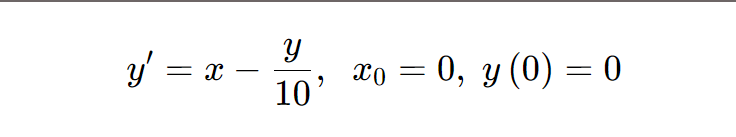 y′ = x − y/10, x₀ = 0, y (0) = 0